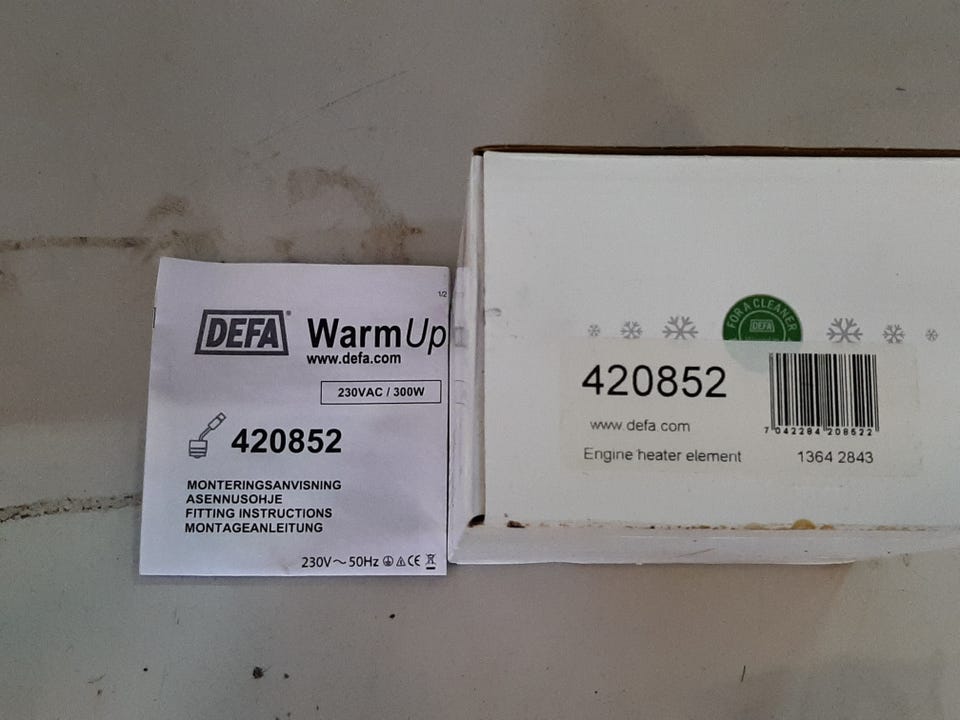 1/2
DEFA®
WarmUp
www.defa.com
230VAC / 300W
420852
MONTERINGSANVISNING
ASENNUSOHJE
FITTING INSTRUCTIONS
MONTAGEANLEITUNG
230V~50Hz CE
FOR A CLEANER
DEFA
420852
www.defa.com
7 042284 208522
Engine heater element 1364 2843